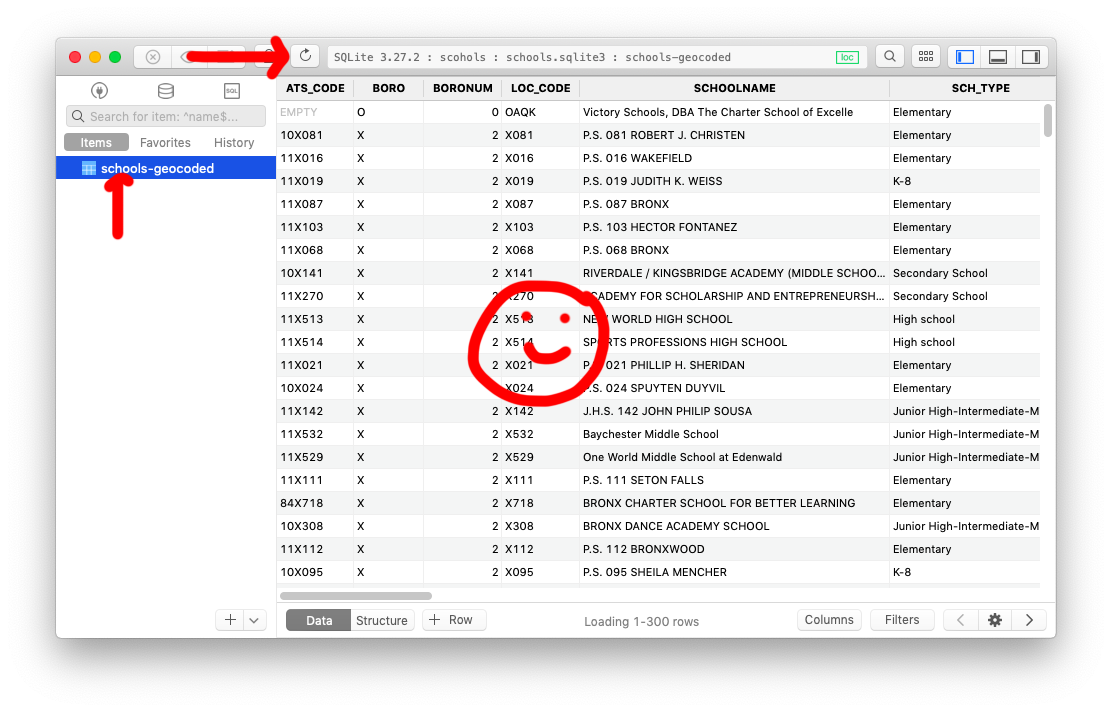 SQLite 3.27.2 : scohols : schools.sqlite3 : schools-geocoded loc
SQL
Search for item: ^name$...
Items Favorites History
schools-geocoded
ATS_CODE BORO BORONUM LOC_CODE SCHOOLNAME SCH_TYPE
EMPTY O 0 OAQK Victory Schools, DBA The Charter School of Excelle Elementary
10X081 X 2 X081 P.S. 081 ROBERT J. CHRISTEN Elementary
11X016 X 2 X016 P.S. 016 WAKEFIELD Elementary
11X019 X 2 X019 P.S. 019 JUDITH K. WEISS K-8
11X087 X 2 X087 P.S. 087 BRONX Elementary
11X103 X 2 X103 P.S. 103 HECTOR FONTANEZ Elementary
11X068 X 2 X068 P.S. 068 BRONX Elementary
10X141 X 2 X141 RIVERDALE / KINGSBRIDGE ACADEMY (MIDDLE SCHOO... Secondary School
11X270 X 2 X270 ACADEMY FOR SCHOLARSHIP AND ENTREPRENEURSH... Secondary School
11X513 X 2 X513 NEW WORLD HIGH SCHOOL High school
11X514 X 2 X514 SPORTS PROFESSIONS HIGH SCHOOL High school
11X021 X 2 X021 P.S. 021 PHILLIP H. SHERIDAN Elementary
10X024 X 2 X024 P.S. 024 SPUYTEN DUYVIL Elementary
11X142 X 2 X142 J.H.S. 142 JOHN PHILIP SOUSA Junior High-Intermediate-M
11X532 X 2 X532 Baychester Middle School Junior High-Intermediate-M
11X529 X 2 X529 One World Middle School at Edenwald Junior High-Intermediate-M
11X111 X 2 X111 P.S. 111 SETON FALLS Elementary
84X718 X 2 X718 BRONX CHARTER SCHOOL FOR BETTER LEARNING Elementary
10X308 X 2 X308 BRONX DANCE ACADEMY SCHOOL Junior High-Intermediate-M
11X112 X 2 X112 P.S. 112 BRONXWOOD Elementary
10X095 X 2 X095 P.S. 095 SHEILA MENCHER K-8
Data Structure + Row Loading 1-300 rows Columns Filters